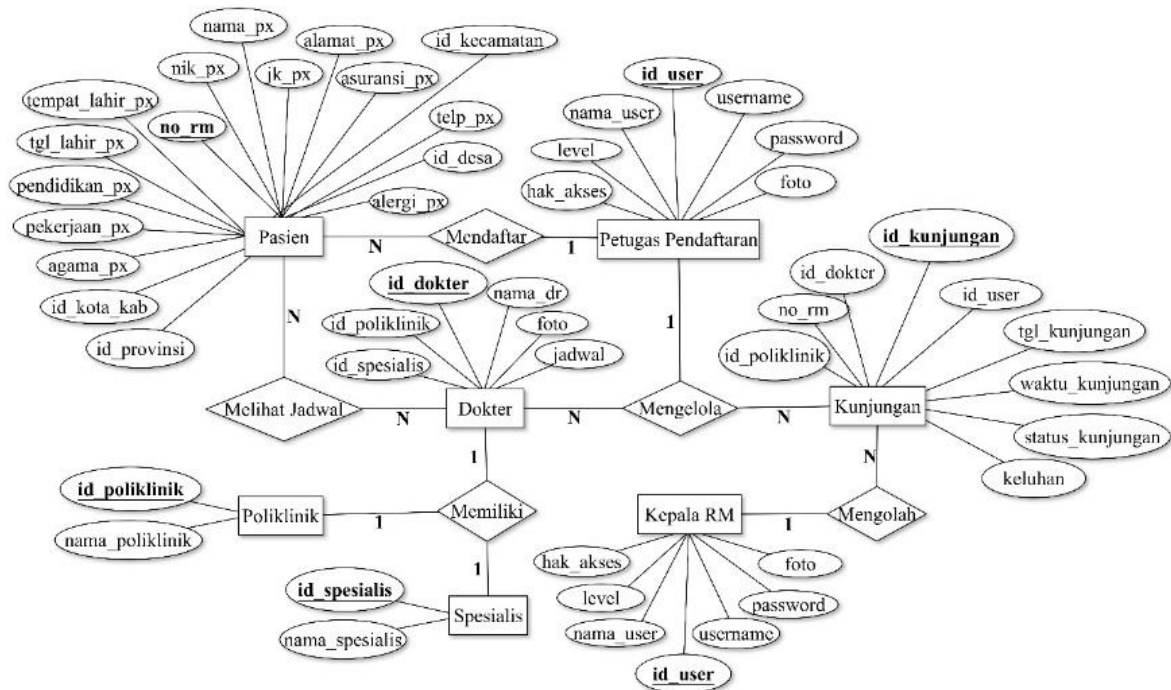 nama_px
alamat_px
id_kecamatan
nik_px
jk_px
asuransi_px
tempat_lahir_px
no_rm
telp_px
tgl_lahir_px
id_desa
pendidikan_px
alergi_px
pekerjaan_px
Pasien
agama_px
id_kota_kab
id_provinsi
N
Mendaftar
1
id_user
username
nama_user
password
level
foto
hak_akses
Petugas Pendaftaran
N
1
id_kunjungan
id_dokter
id_user
no_rm
tgl_kunjungan
id_poliklinik
waktu_kunjungan
Kunjungan
status_kunjungan
keluhan
id_dokter
nama_dr
id_poliklinik
foto
id_spesialis
jadwal
Melihat Jadwal
N
Dokter
N
Mengelola
N
1
N
id_poliklinik
Poliklinik
nama_poliklinik
1
Memiliki
1
id_spesialis
Spesialis
nama_spesialis
Kepala RM
1
Mengolah
hak_akses
foto
level
password
nama_user
username
id_user